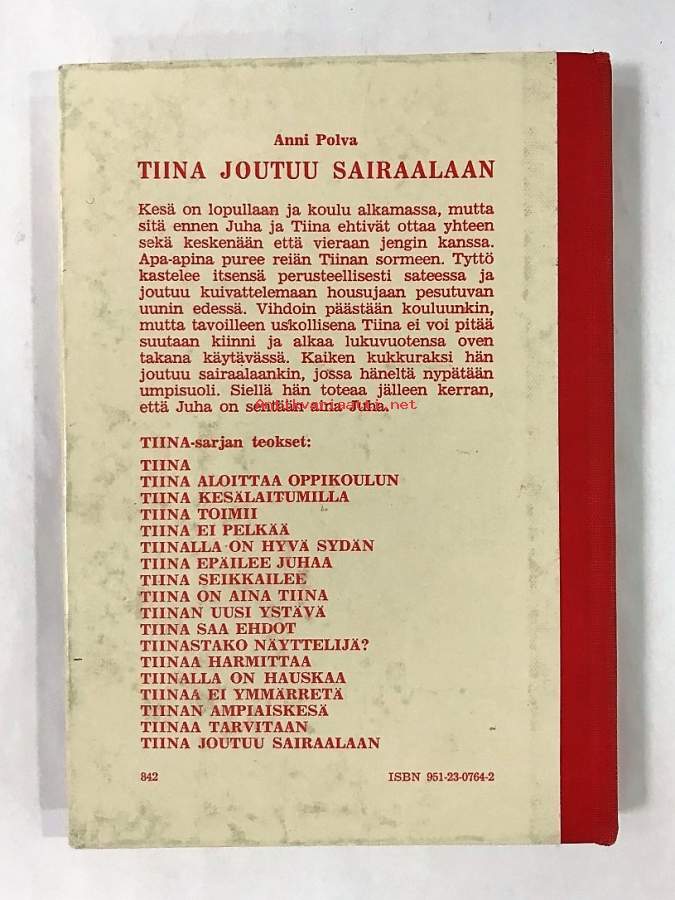 Anni Polva
TIINA JOUTUU SAIRAALAAN
Kesä on lopullaan ja koulu alkamassa, mutta
sitä ennen Juha ja Tiina ehtivät ottaa yhteen
sekä keskenään että vieraan jengin kanssa.
Apa-apina puree reiän Tiinan sormeen. Tyttö
kastelee itsensä perusteellisesti sateessa ja
joutuu kuivattelemaan housujaan pesutuvan
uunin edessä. Vihdoin päästään kouluunkin,
mutta tavoilleen uskollisena Tiina ei voi pitää
suutaan kiinni ja alkaa lukuvuotensa oven
takana käytävässä. Kaiken kukkuraksi hän
joutuu sairaalaankin, jossa häneltä nypätään
umpisuoli. Siellä hän toteaa jälleen kerran,
että Juha on sentään aina Juha.
Antikvariaatti.net
TIINA-sarjan teokset:
TIINA
TIINA ALOITTAA OPPIKOULUN
TIINA KESÄLAITUMILLA
TIINA TOIMII
TIINA EI PELKÄÄ
TIINALLA ON HYVÄ SYDÄN
TIINA EPÄILEE JUHAA
TIINA SEIKKAILEE
TIINA ON AINA TIINA
TIINAN UUSI YSTÄVÄ
TIINA SAA EHDOT
TIINASTAKO NÄYTTELIJÄ?
TIINAA HARMITTAA
TIINALLA ON HAUSKAA
TIINAA EI YMMÄRRETÄ
TIINAN AMPIAISKESÄ
TIINAA TARVITAAN
TIINA JOUTUU SAIRAALAAN
842 ISBN 951-23-0764-2